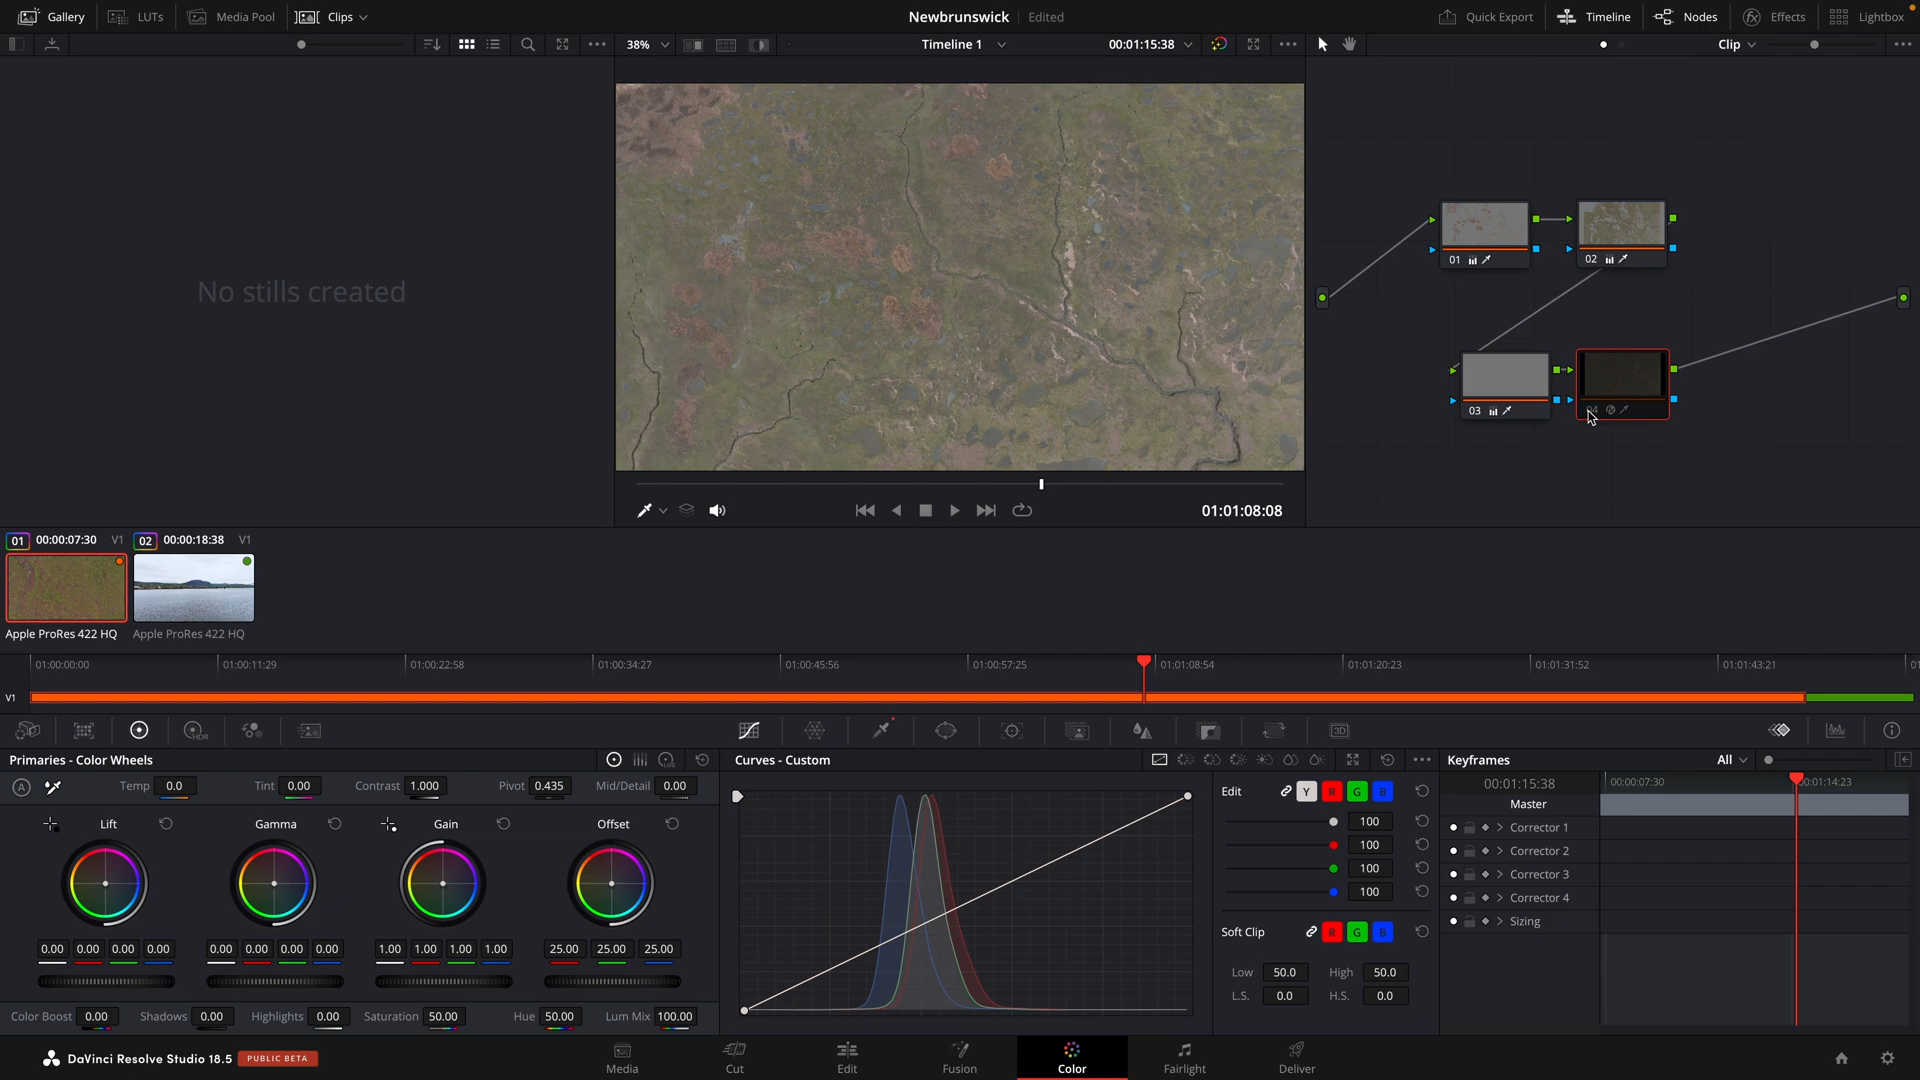 Gallery LUTs Media Pool Clips Newbrunswick Edited Quick Export Timeline Nodes Effects Lightbox
38% Timeline 1 00:01:15:38 Clip
No stills created
01
02
03
04
01:01:08:08
01 00:00:07:30 V1 02 00:00:18:38 V1
Apple ProRes 422 HQ Apple ProRes 422 HQ
01:00:00:00 01:00:11:29 01:00:22:58 01:00:34:27 01:00:45:56 01:00:57:25 01:01:08:54 01:01:20:23 01:01:31:52 01:01:43:21 01
V1
HDR 3D
Primaries - Color Wheels LOG Curves - Custom Keyframes All
A Temp 0.0 Tint 0.00 Contrast 1.000 Pivot 0.435 Mid/Detail 0.00
Lift Gamma Gain Offset
0.00 0.00 0.00 0.00 0.00 0.00 0.00 0.00 1.00 1.00 1.00 1.00 25.00 25.00 25.00
Color Boost 0.00 Shadows 0.00 Highlights 0.00 Saturation 50.00 Hue 50.00 Lum Mix 100.00
Edit Y R G B
100
100
100
100
Soft Clip R G B
Low 50.0 High 50.0
L.S. 0.0 H.S. 0.0
00:01:15:38 00:00:07:30 00:01:14:23
Master
Corrector 1
Corrector 2
Corrector 3
Corrector 4
Sizing
DaVinci Resolve Studio 18.5 PUBLIC BETA Media Cut Edit Fusion Color Fairlight Deliver